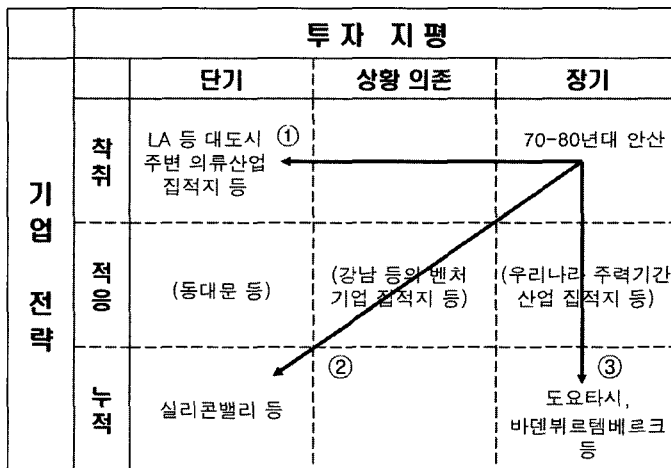 투자 지평
단기 상황 의존 장기
기업 전략
착취
LA 등 대도시 ①
주변 의류산업
집적지 등
70-80년대 안산
적응
(동대문 등)
(강남 등의 벤처
기업 집적지 등)
(우리나라 주력기간
산업 집적지 등)
누적
실리콘밸리 등
②
③
도요타시,
바덴뷔르템베르크
등